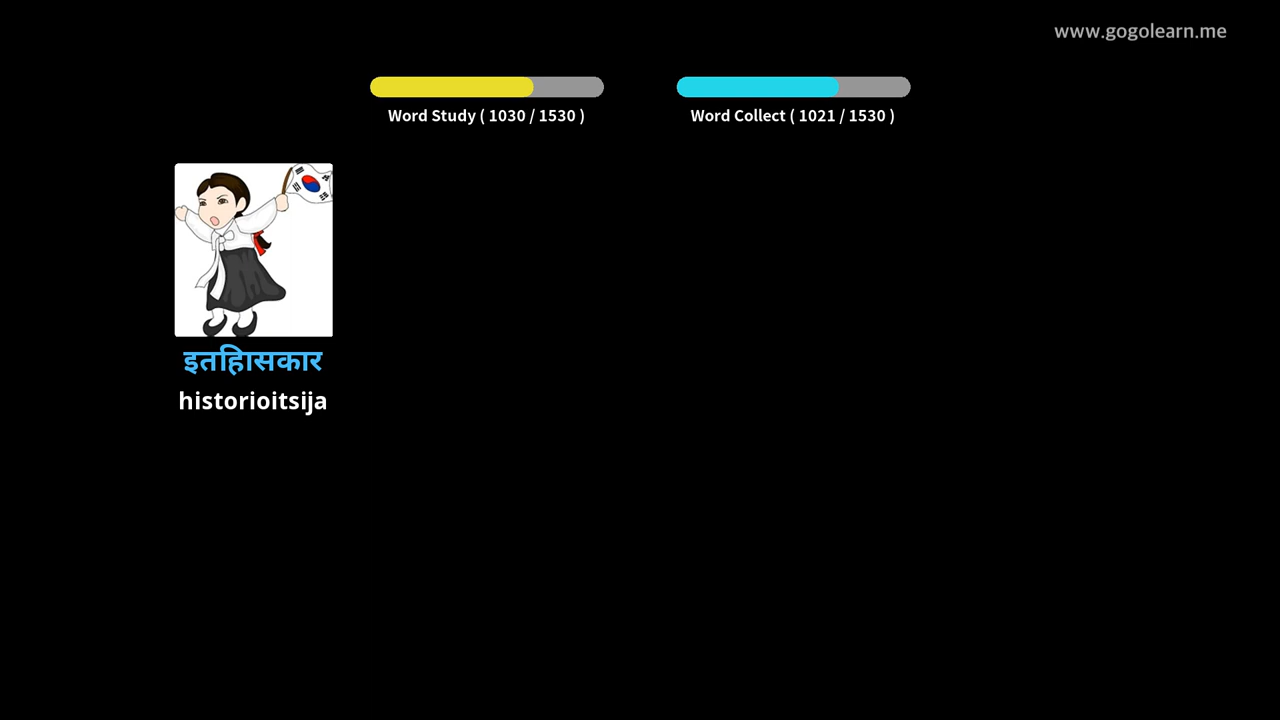 www.gogolearn.me
Word Study ( 1030 / 1530 )
Word Collect ( 1021 / 1530 )
इतिहासकार
historioitsija